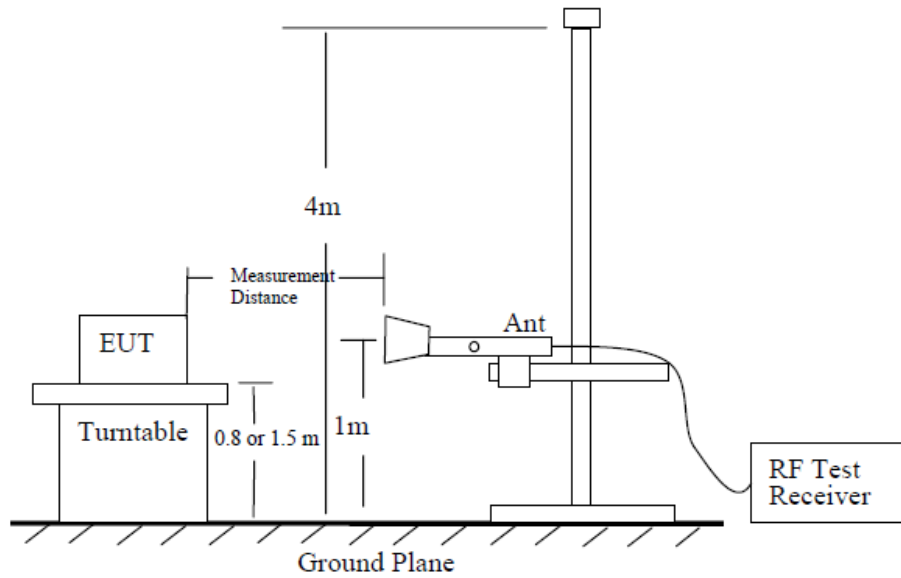 4m
Measurement
Distance
Ant
EUT
Turntable
0.8 or 1.5 m
1m
RF Test
Receiver
Ground Plane